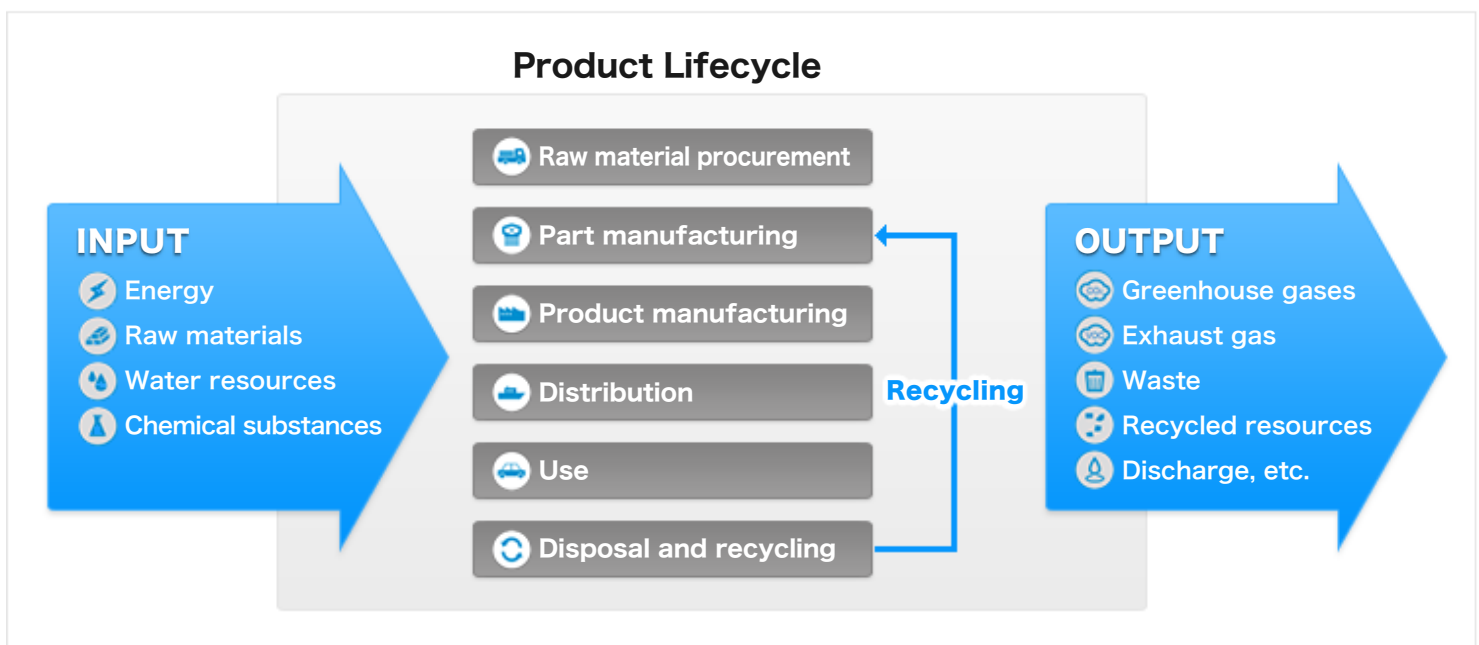 Product Lifecycle
INPUT
Energy
Raw materials
Water resources
Chemical substances
Raw material procurement
Part manufacturing
Product manufacturing
Distribution
Use
Disposal and recycling
Recycling
OUTPUT
Greenhouse gases
Exhaust gas
Waste
Recycled resources
Discharge, etc.